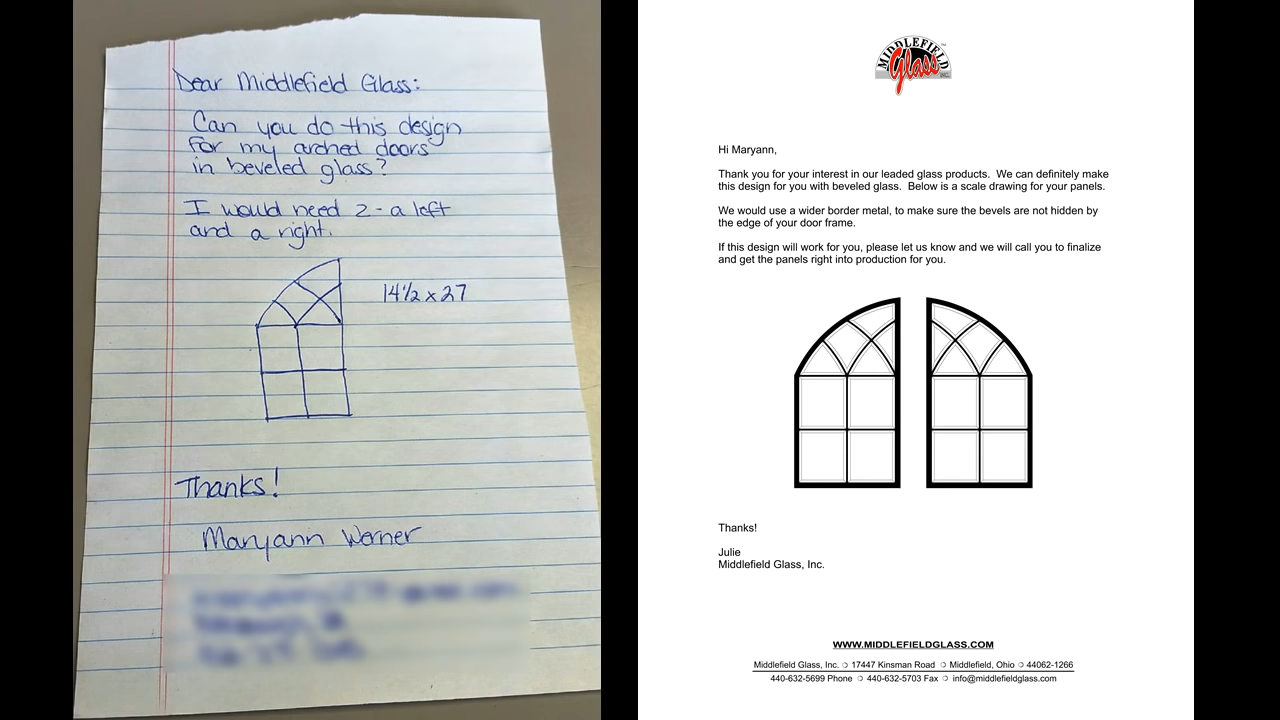 Dear Middlefield Glass:
Can you do this design
for my arched doors
in beveled glass?
I would need 2 - a left
and a right.
14 1/2 x 27
Thanks!
Maryann Werner
MIDDLEFIELD
Glass
INC.
Hi Maryann,
Thank you for your interest in our leaded glass products.  We can definitely make
this design for you with beveled glass.  Below is a scale drawing for your panels.
We would use a wider border metal, to make sure the bevels are not hidden by
the edge of your door frame.
If this design will work for you, please let us know and we will call you to finalize
and get the panels right into production for you.
Thanks!
Julie
Middlefield Glass, Inc.
WWW.MIDDLEFIELDGLASS.COM
Middlefield Glass, Inc. ❍ 17447 Kinsman Road ❍ Middlefield, Ohio ❍ 44062-1266
440-632-5699 Phone ❍ 440-632-5703 Fax ❍ info@middlefieldglass.com